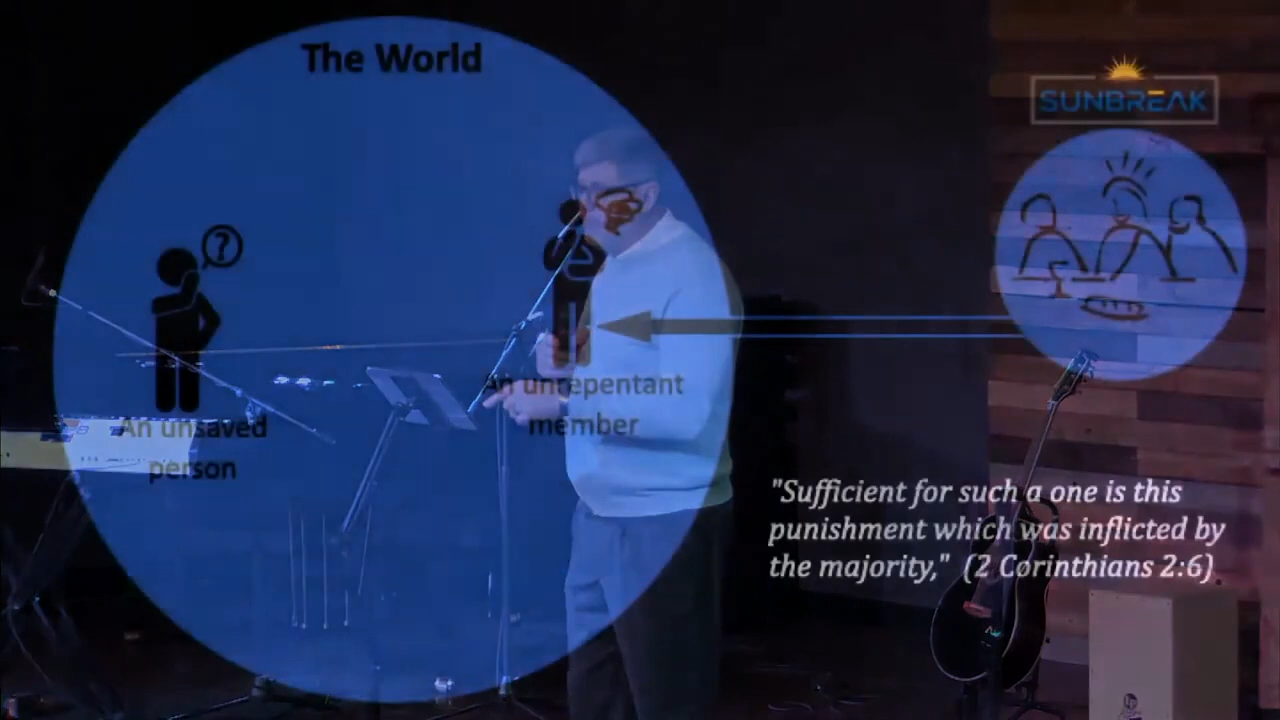 The World
SUNBREAK
?
An unrepentant
member
An unsaved
person
"Sufficient for such a one is this
punishment which was inflicted by
the majority,"  (2 Corinthians 2:6)